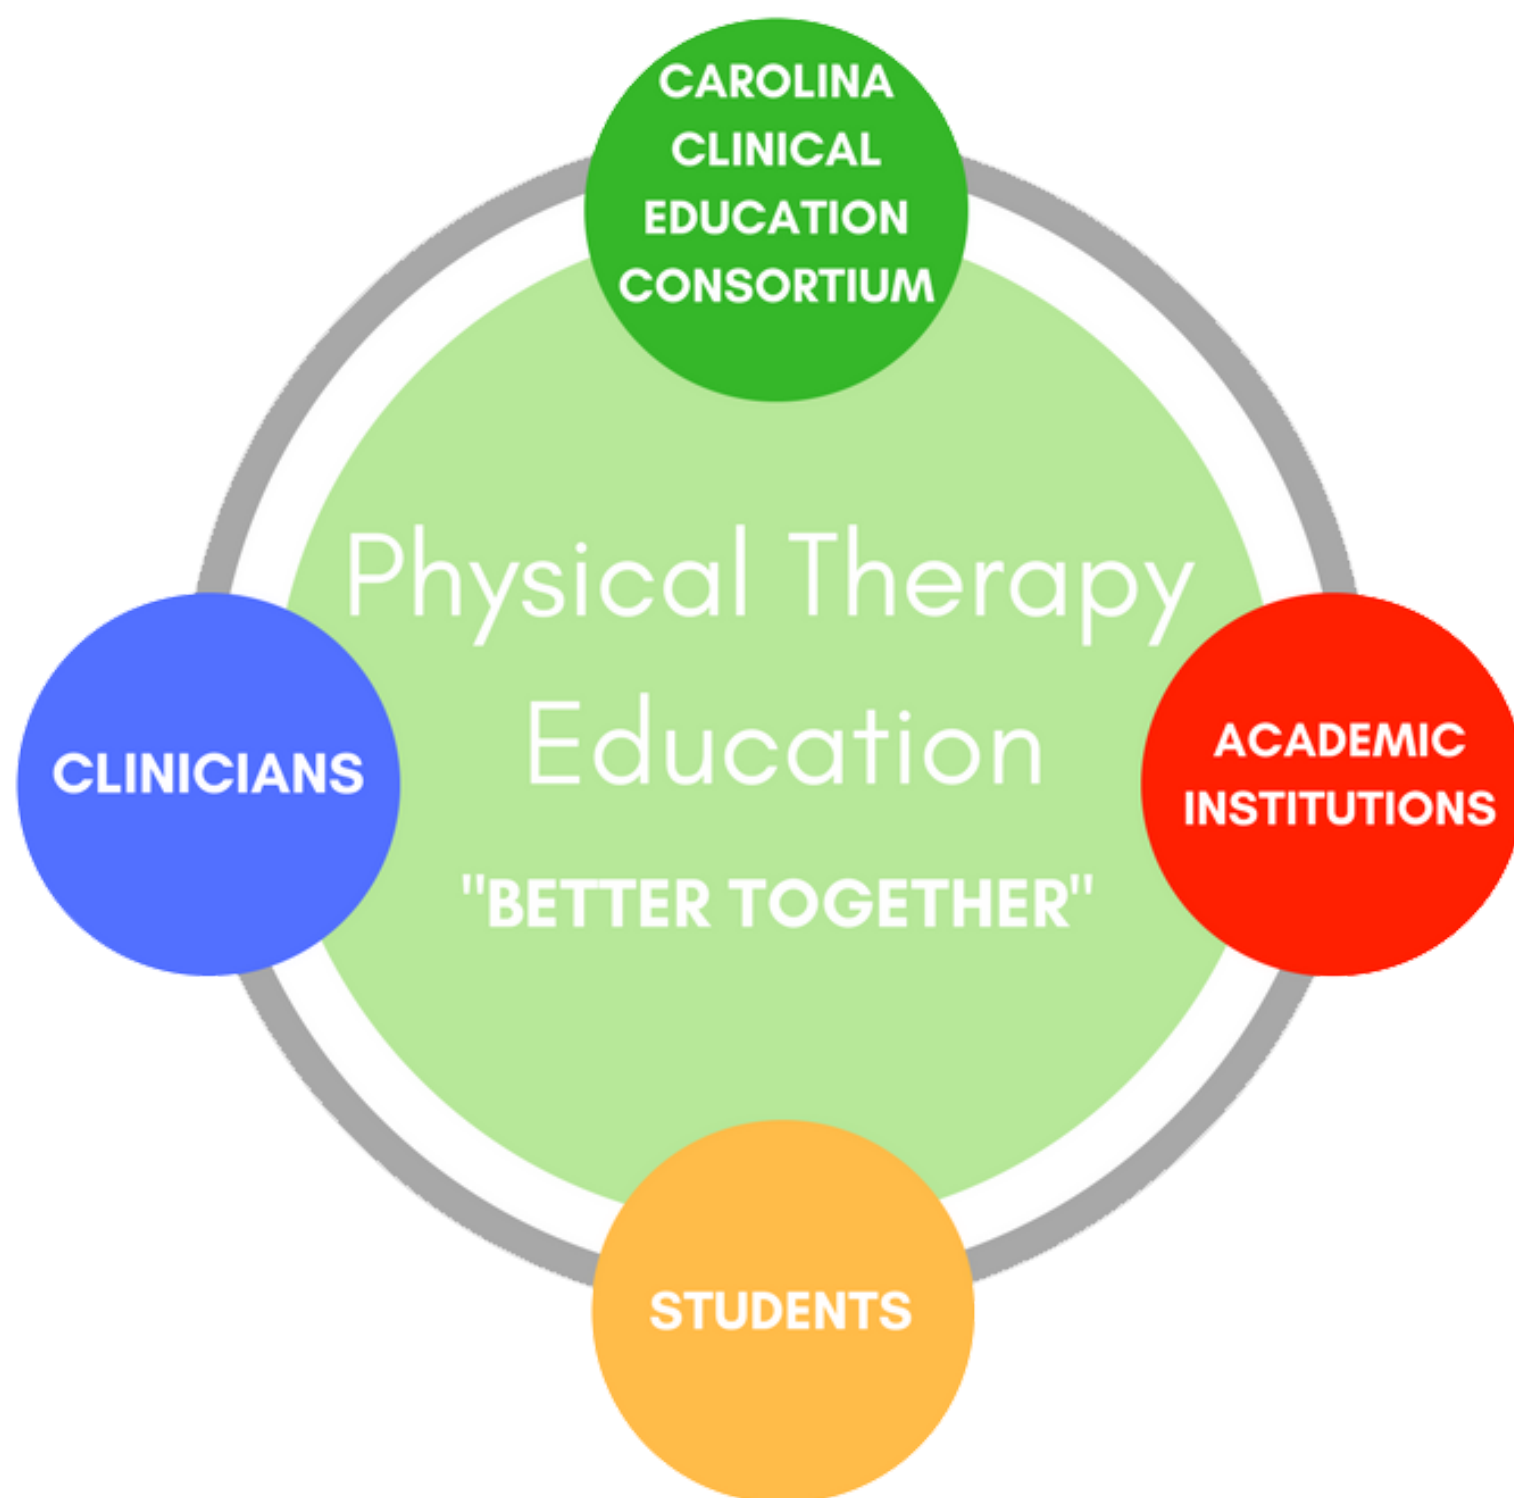 CAROLINA
CLINICAL
EDUCATION
CONSORTIUM
Physical Therapy
Education
"BETTER TOGETHER"
CLINICIANS
ACADEMIC
INSTITUTIONS
STUDENTS